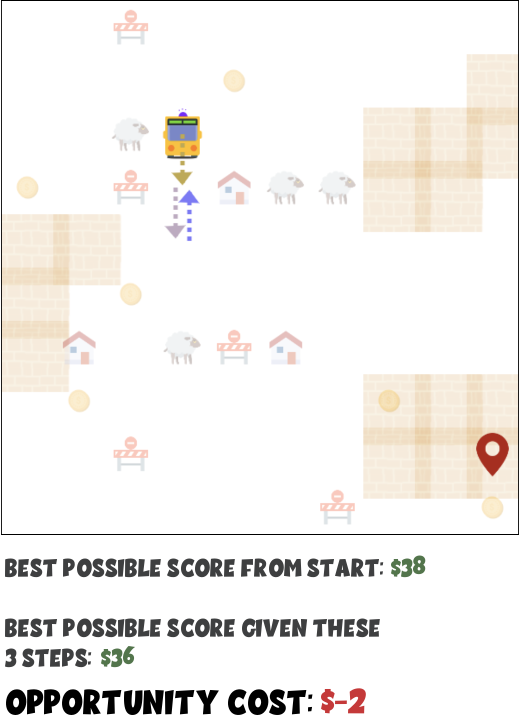 BEST POSSIBLE SCORE FROM START: $38
BEST POSSIBLE SCORE GIVEN THESE
3 STEPS: $36
OPPORTUNITY COST: $-2